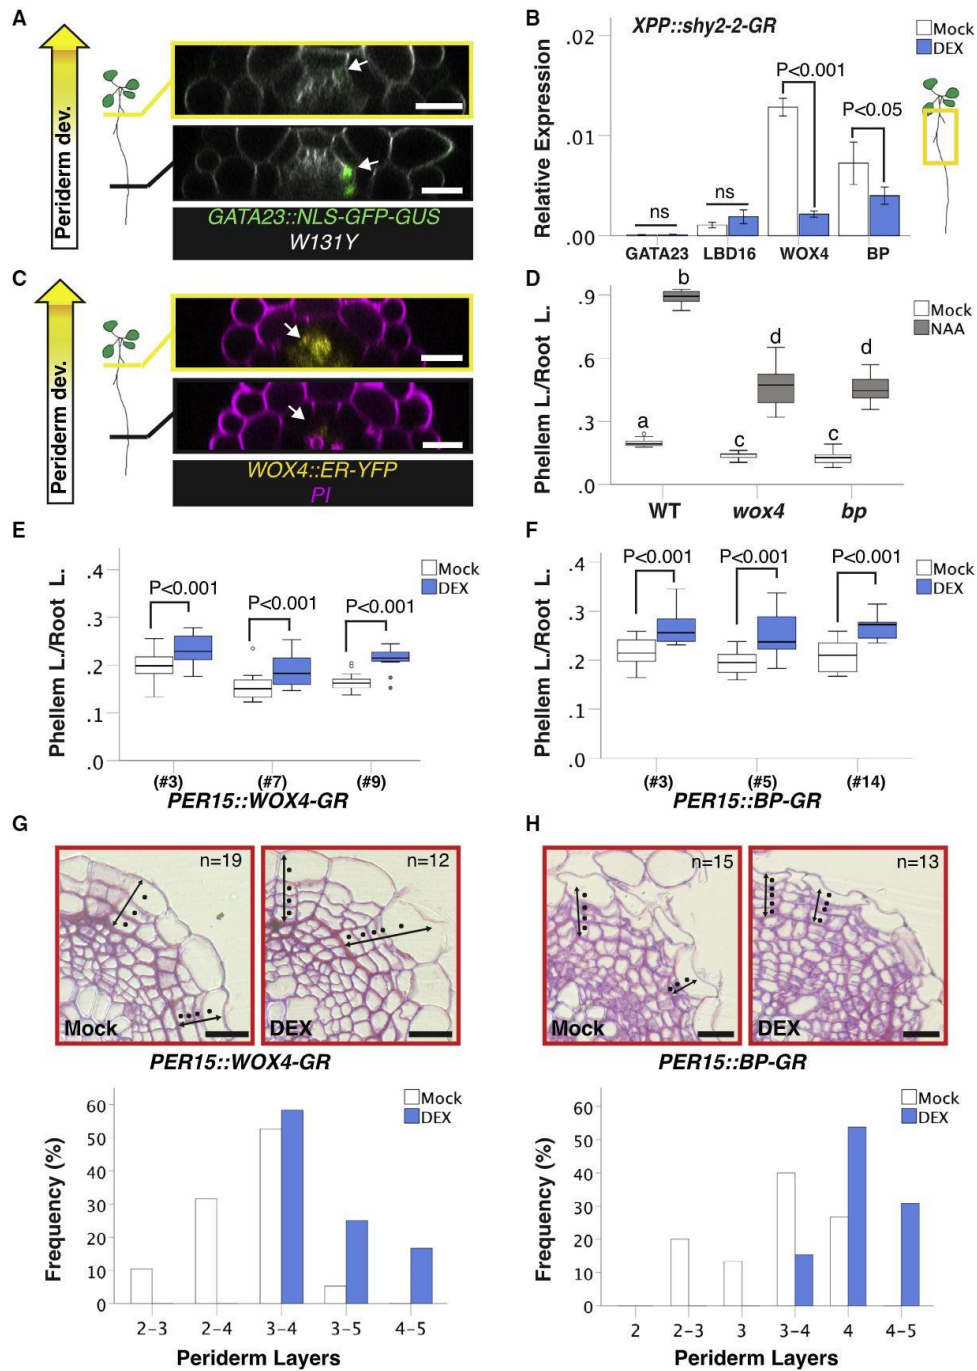 A
Periderm dev.
GATA23::NLS-GFP-GUS
W131Y
B
XPP::shy2-2-GR
Mock
DEX
Relative Expression
.02
.01
.00
ns
ns
P<0.001
P<0.05
GATA23 LBD16 WOX4 BP
C
Periderm dev.
WOX4::ER-YFP
PI
D
Phellem L./Root L.
Mock
NAA
.9
.6
.3
.0
a
b
c
d
c
d
WT wox4 bp
E
Phellem L./Root L.
Mock
DEX
.4
.3
.2
.1
.0
P<0.001
P<0.001
P<0.001
(#3) (#7) (#9)
PER15::WOX4-GR
F
Phellem L./Root L.
Mock
DEX
.4
.3
.2
.1
.0
P<0.001
P<0.001
P<0.001
(#3) (#5) (#14)
PER15::BP-GR
G
n=19
Mock
n=12
DEX
PER15::WOX4-GR
Mock
DEX
Frequency (%)
60
50
40
30
20
10
0
2-3 2-4 3-4 3-5 4-5
Periderm Layers
H
n=15
Mock
n=13
DEX
PER15::BP-GR
Mock
DEX
Frequency (%)
60
50
40
30
20
10
0
2 2-3 3 3-4 4 4-5
Periderm Layers